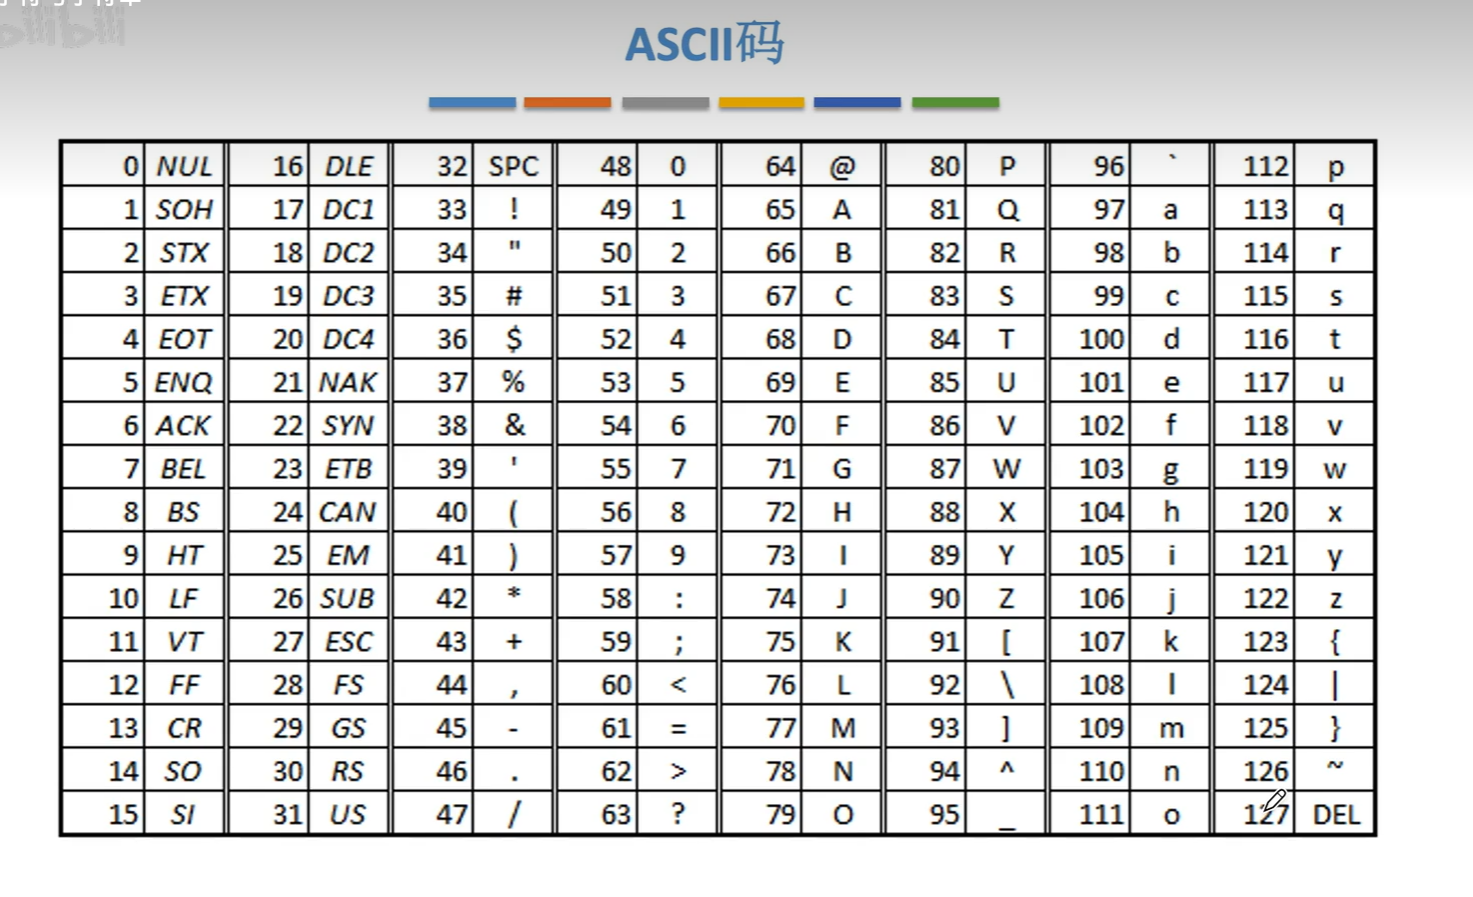 bilibili
ASCII码
0 NUL 16 DLE 32 SPC 48 0 64 @ 80 P 96 ` 112 p
1 SOH 17 DC1 33 ! 49 1 65 A 81 Q 97 a 113 q
2 STX 18 DC2 34 " 50 2 66 B 82 R 98 b 114 r
3 ETX 19 DC3 35 # 51 3 67 C 83 S 99 c 115 s
4 EOT 20 DC4 36 $ 52 4 68 D 84 T 100 d 116 t
5 ENQ 21 NAK 37 % 53 5 69 E 85 U 101 e 117 u
6 ACK 22 SYN 38 & 54 6 70 F 86 V 102 f 118 v
7 BEL 23 ETB 39 ' 55 7 71 G 87 W 103 g 119 w
8 BS 24 CAN 40 ( 56 8 72 H 88 X 104 h 120 x
9 HT 25 EM 41 ) 57 9 73 I 89 Y 105 i 121 y
10 LF 26 SUB 42 * 58 : 74 J 90 Z 106 j 122 z
11 VT 27 ESC 43 + 59 ; 75 K 91 [ 107 k 123 {
12 FF 28 FS 44 , 60 < 76 L 92 \ 108 l 124 |
13 CR 29 GS 45 - 61 = 77 M 93 ] 109 m 125 }
14 SO 30 RS 46 . 62 > 78 N 94 ^ 110 n 126 ~
15 SI 31 US 47 / 63 ? 79 O 95 _ 111 o 127 DEL